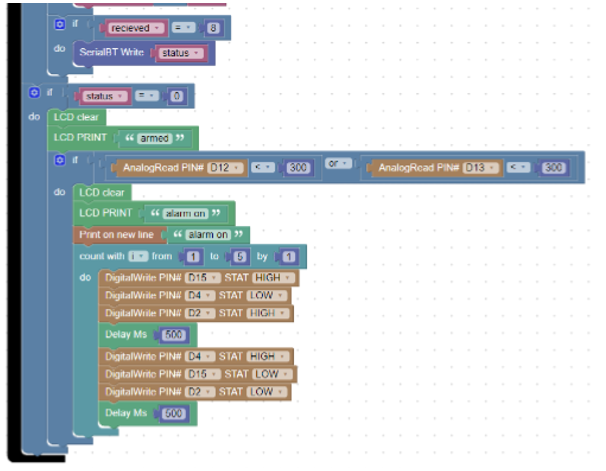 if recieved = 8
do SerialBT Write status
if status = 0
do LCD clear
LCD PRINT “ armed ”
if AnalogRead PIN# D12 < 300 or AnalogRead PIN# D13 < 300
do LCD clear
LCD PRINT “ alarm on ”
Print on new line “ alarm on ”
count with i from 1 to 5 by 1
do DigitalWrite PIN# D15 STAT HIGH
DigitalWrite PIN# D4 STAT LOW
DigitalWrite PIN# D2 STAT HIGH
Delay Ms 500
DigitalWrite PIN# D4 STAT HIGH
DigitalWrite PIN# D15 STAT LOW
DigitalWrite PIN# D2 STAT LOW
Delay Ms 500